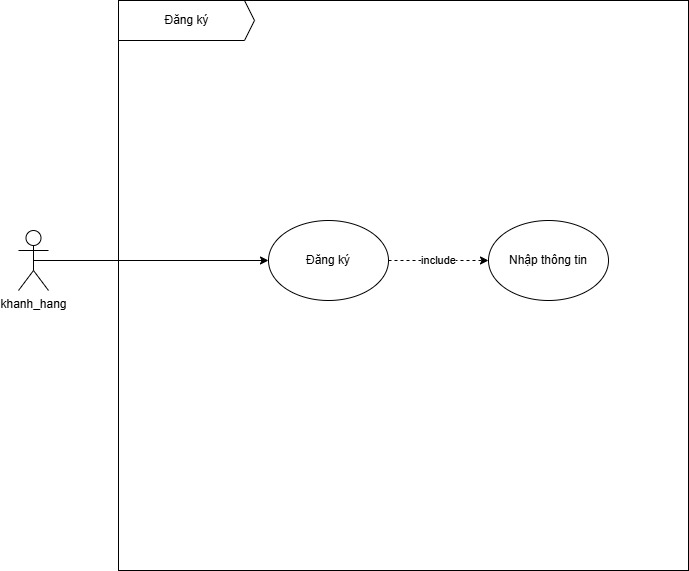 Đăng ký
Đăng ký
include
Nhập thông tin
khanh_hang